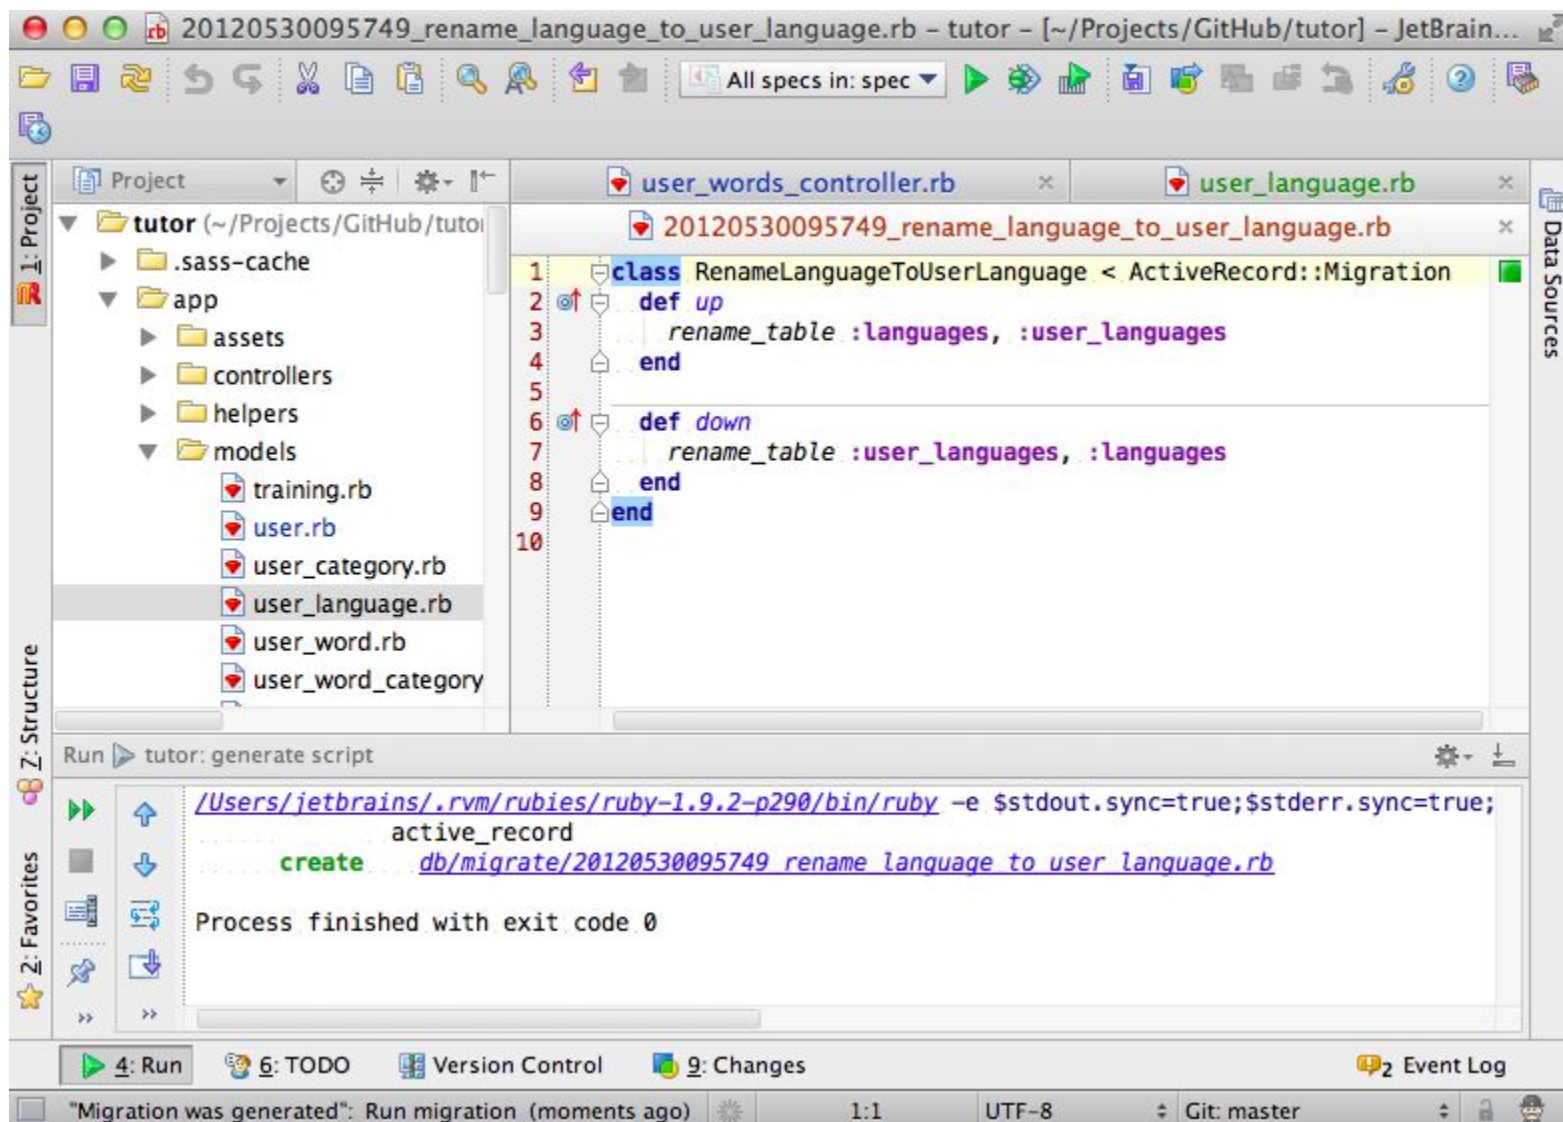 20120530095749_rename_language_to_user_language.rb – tutor – [~/Projects/GitHub/tutor] – JetBrain...
All specs in: spec
1: Project
Project
tutor (~/Projects/GitHub/tutor
.sass-cache
app
assets
controllers
helpers
models
training.rb
user.rb
user_category.rb
user_language.rb
user_word.rb
user_word_category
user_words_controller.rb
user_language.rb
20120530095749_rename_language_to_user_language.rb
1 class RenameLanguageToUserLanguage < ActiveRecord::Migration
2 def up
3 rename_table :languages, :user_languages
4 end
5
6 def down
7 rename_table :user_languages, :languages
8 end
9 end
10
Data Sources
Z: Structure
2: Favorites
Run tutor: generate script
/Users/jetbrains/.rvm/rubies/ruby-1.9.2-p290/bin/ruby -e $stdout.sync=true;$stderr.sync=true;
active_record
create db/migrate/20120530095749_rename_language_to_user_language.rb
Process finished with exit code 0
4: Run
6: TODO
Version Control
9: Changes
2 Event Log
"Migration was generated": Run migration (moments ago)
1:1
UTF-8
Git: master